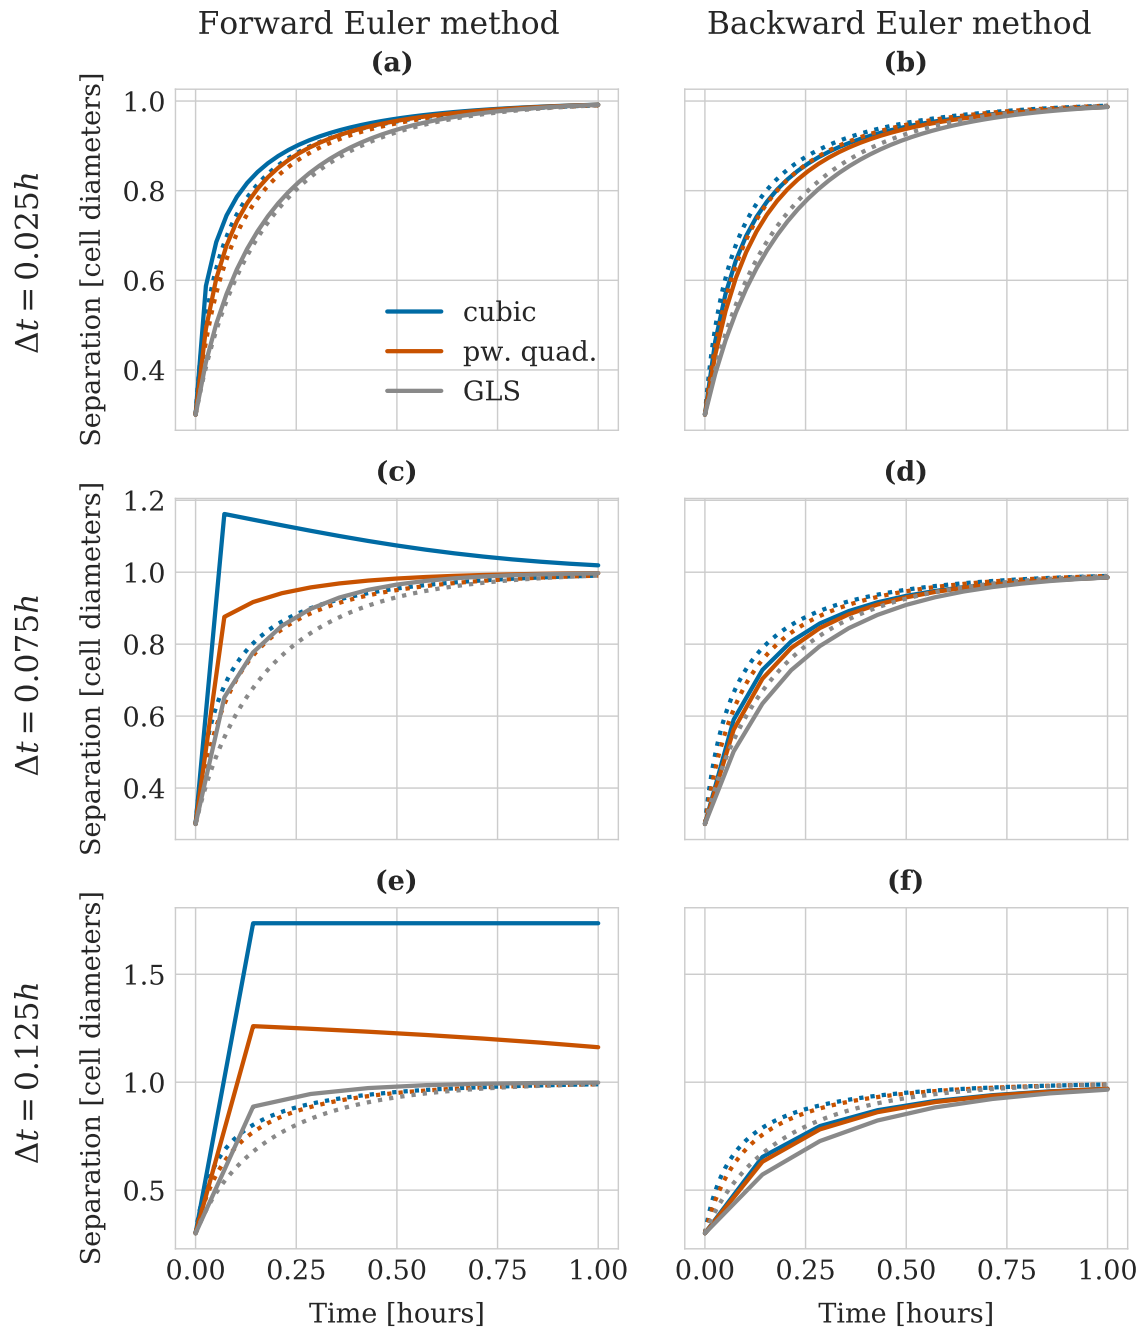 Forward Euler method
Backward Euler method
(a)
(b)
Δt = 0.025h
Separation [cell diameters]
1.0
0.8
0.6
0.4
cubic
pw. quad.
GLS
(c)
(d)
Δt = 0.075h
Separation [cell diameters]
1.2
1.0
0.8
0.6
0.4
(e)
(f)
Δt = 0.125h
Separation [cell diameters]
1.5
1.0
0.5
0.00 0.25 0.50 0.75 1.00
0.00 0.25 0.50 0.75 1.00
Time [hours]
Time [hours]